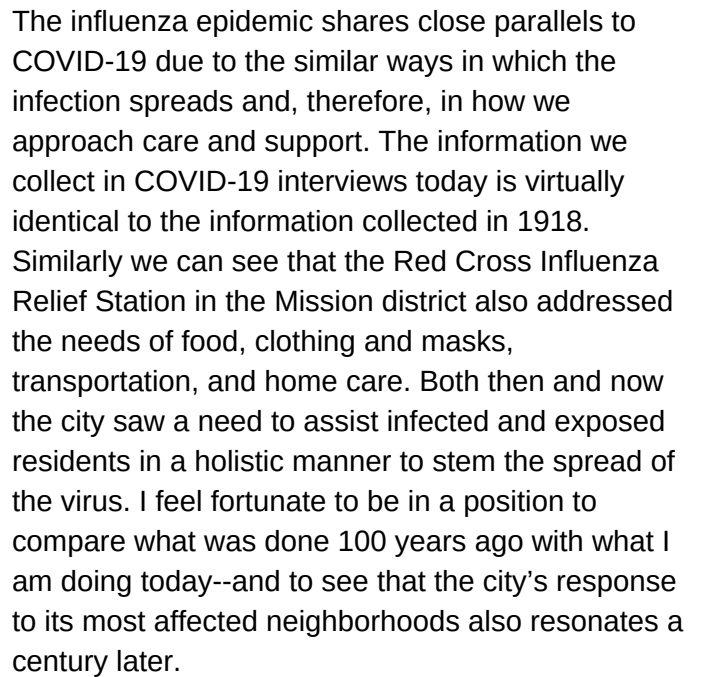 The influenza epidemic shares close parallels to
COVID-19 due to the similar ways in which the
infection spreads and, therefore, in how we
approach care and support. The information we
collect in COVID-19 interviews today is virtually
identical to the information collected in 1918.
Similarly we can see that the Red Cross Influenza
Relief Station in the Mission district also addressed
the needs of food, clothing and masks,
transportation, and home care. Both then and now
the city saw a need to assist infected and exposed
residents in a holistic manner to stem the spread of
the virus. I feel fortunate to be in a position to
compare what was done 100 years ago with what I
am doing today--and to see that the city’s response
to its most affected neighborhoods also resonates a
century later.